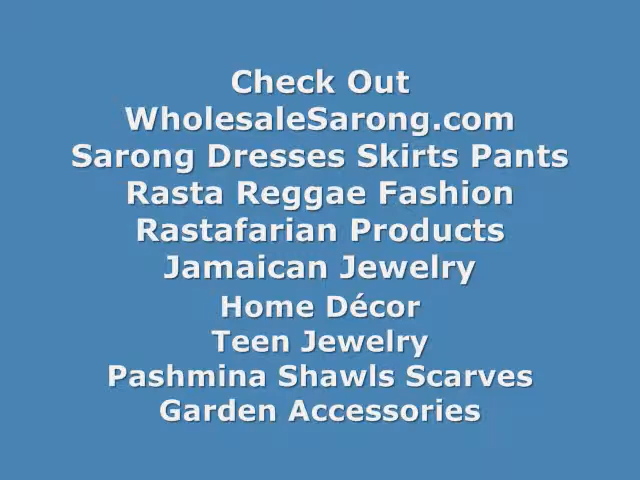 Check Out
WholesaleSarong.com
Sarong Dresses Skirts Pants
Rasta Reggae Fashion
Rastafarian Products
Jamaican Jewelry
Home Décor
Teen Jewelry
Pashmina Shawls Scarves
Garden Accessories